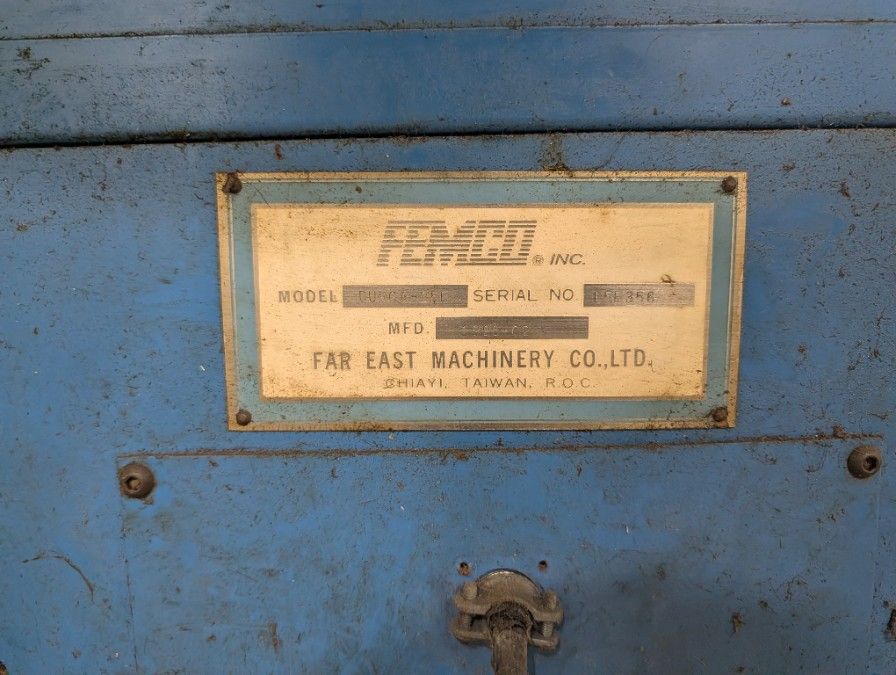 FEMCO ® INC.
MODEL SERIAL NO.
MFD.
FAR EAST MACHINERY CO.,LTD.
CHIAYI, TAIWAN, R.O.C.